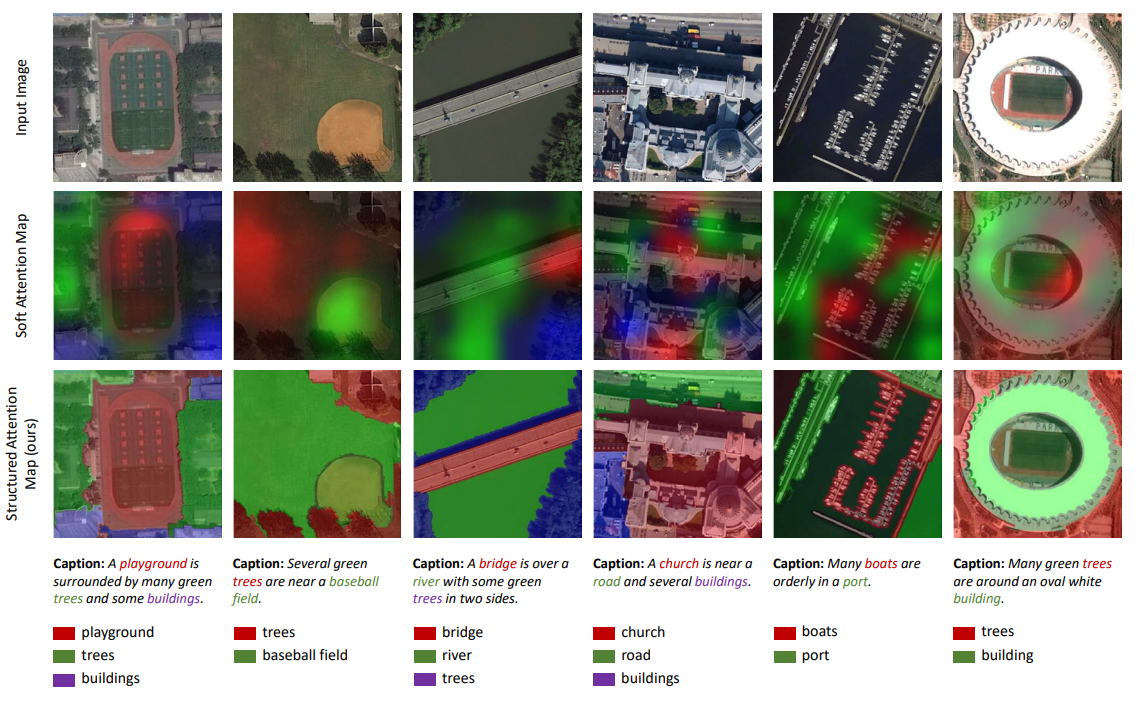 Input Image
PARK
Soft Attention Map
Structured Attention
Map (ours)
Caption: A playground is
surrounded by many green
trees and some buildings.
Caption: Several green
trees are near a baseball
field.
Caption: A bridge is over a
river with some green
trees in two sides.
Caption: A church is near a
road and several buildings.
Caption: Many boats are
orderly in a port.
Caption: Many green trees
are around an oval white
building.
playground
trees
buildings
trees
baseball field
bridge
river
trees
church
road
buildings
boats
port
trees
building